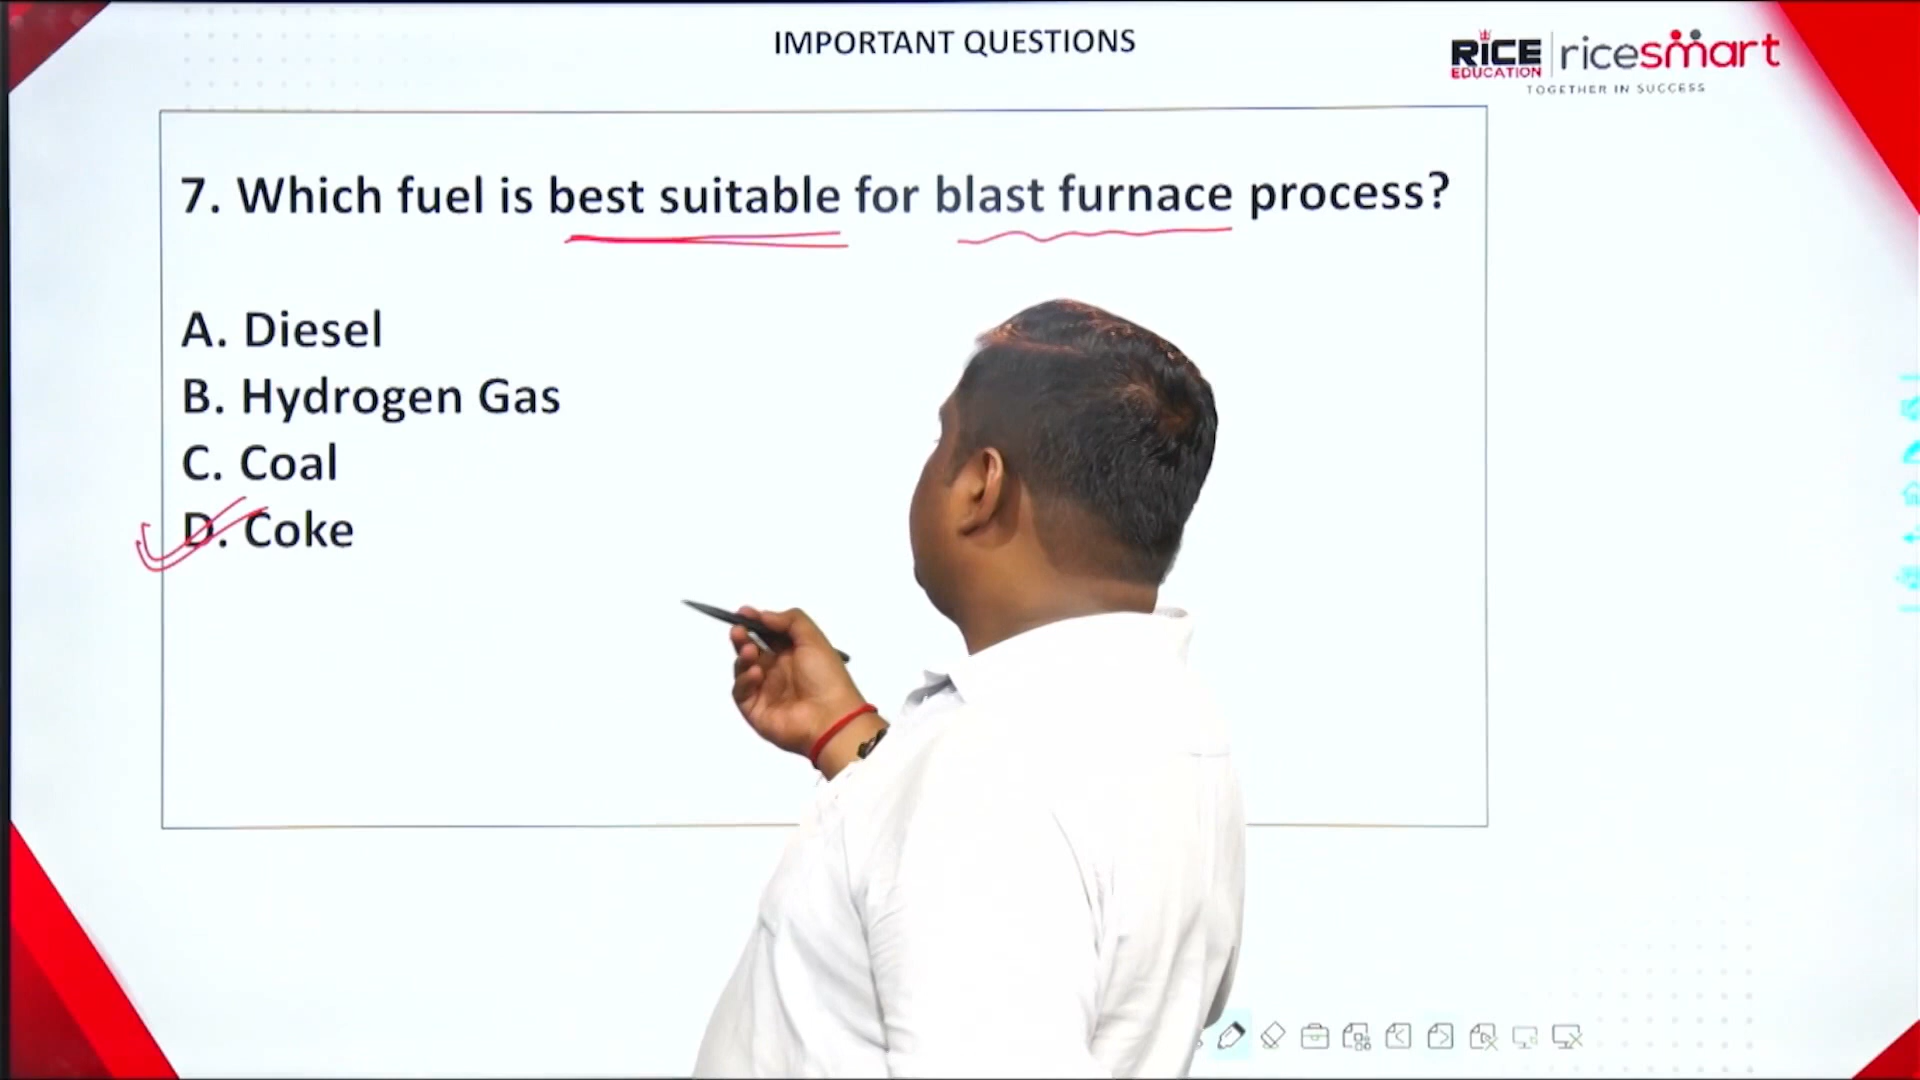 IMPORTANT QUESTIONS
RICE EDUCATION
ricesmart
TOGETHER IN SUCCESS
7. Which fuel is best suitable for blast furnace process?
A. Diesel
B. Hydrogen Gas
C. Coal
D. Coke